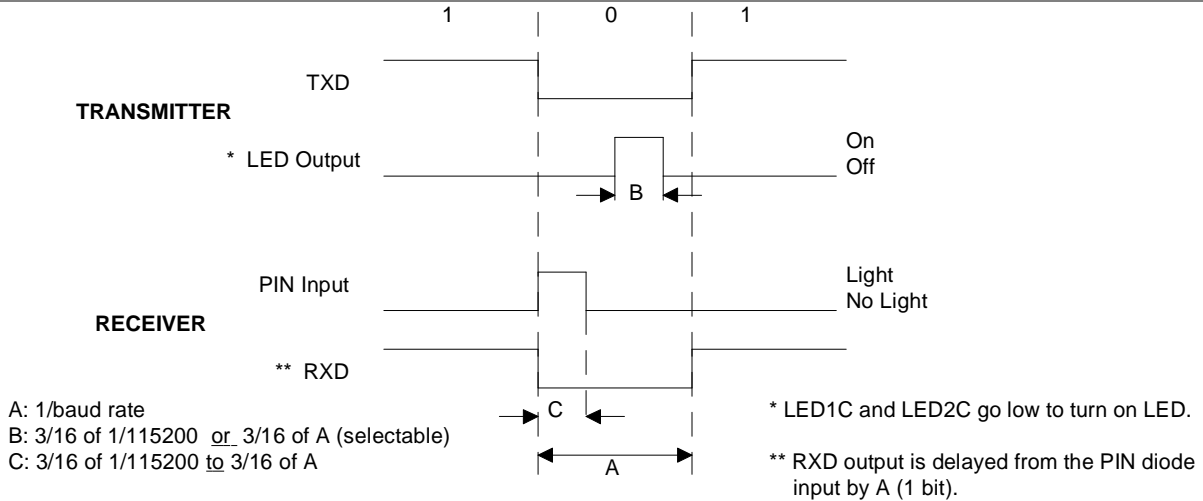 1 0 1
TXD
TRANSMITTER
* LED Output
On
Off
B
PIN Input
Light
No Light
RECEIVER
** RXD
C
A
A: 1/baud rate
B: 3/16 of 1/115200 or 3/16 of A (selectable)
C: 3/16 of 1/115200 to 3/16 of A
* LED1C and LED2C go low to turn on LED.
** RXD output is delayed from the PIN diode
input by A (1 bit).